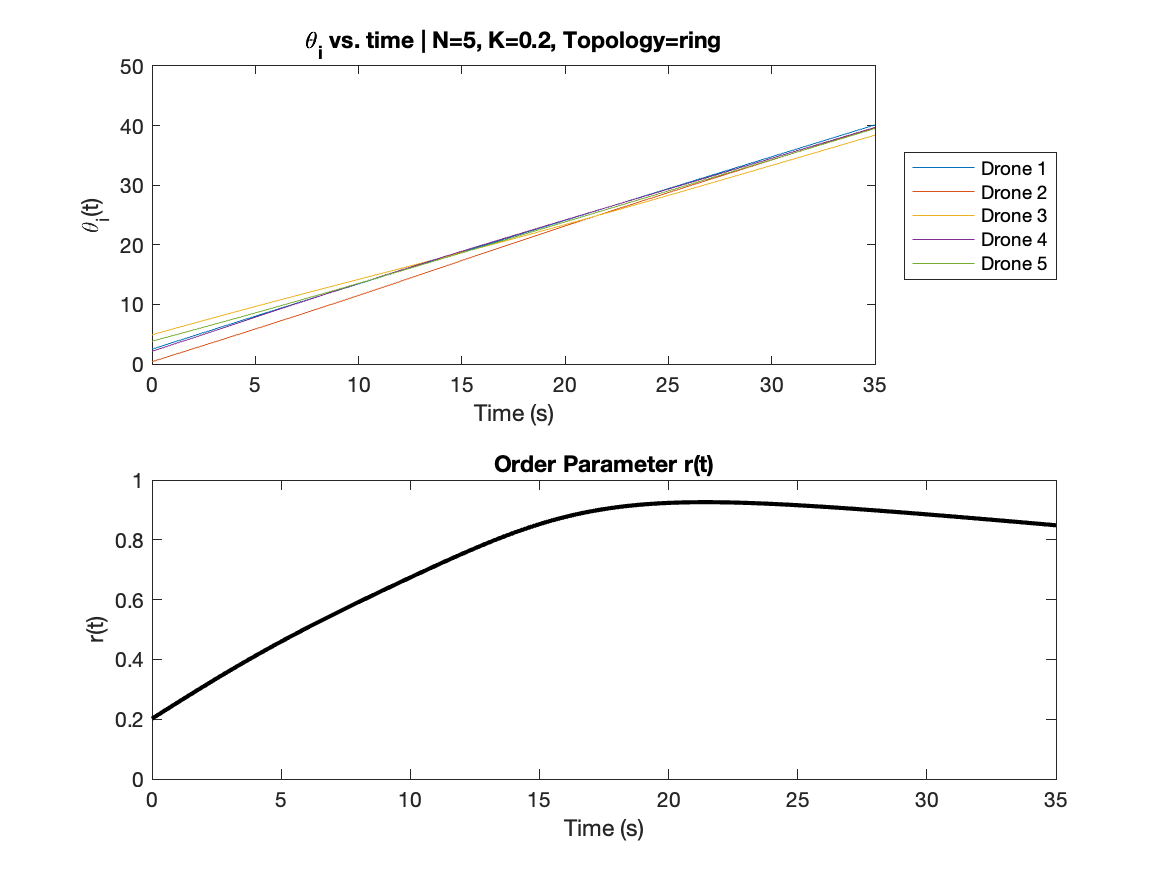 θi vs. time | N=5, K=0.2, Topology=ring
50
40
30
20
10
0
θi(t)
0 5 10 15 20 25 30 35
Time (s)
Drone 1
Drone 2
Drone 3
Drone 4
Drone 5
Order Parameter r(t)
1
0.8
0.6
0.4
0.2
0
r(t)
0 5 10 15 20 25 30 35
Time (s)